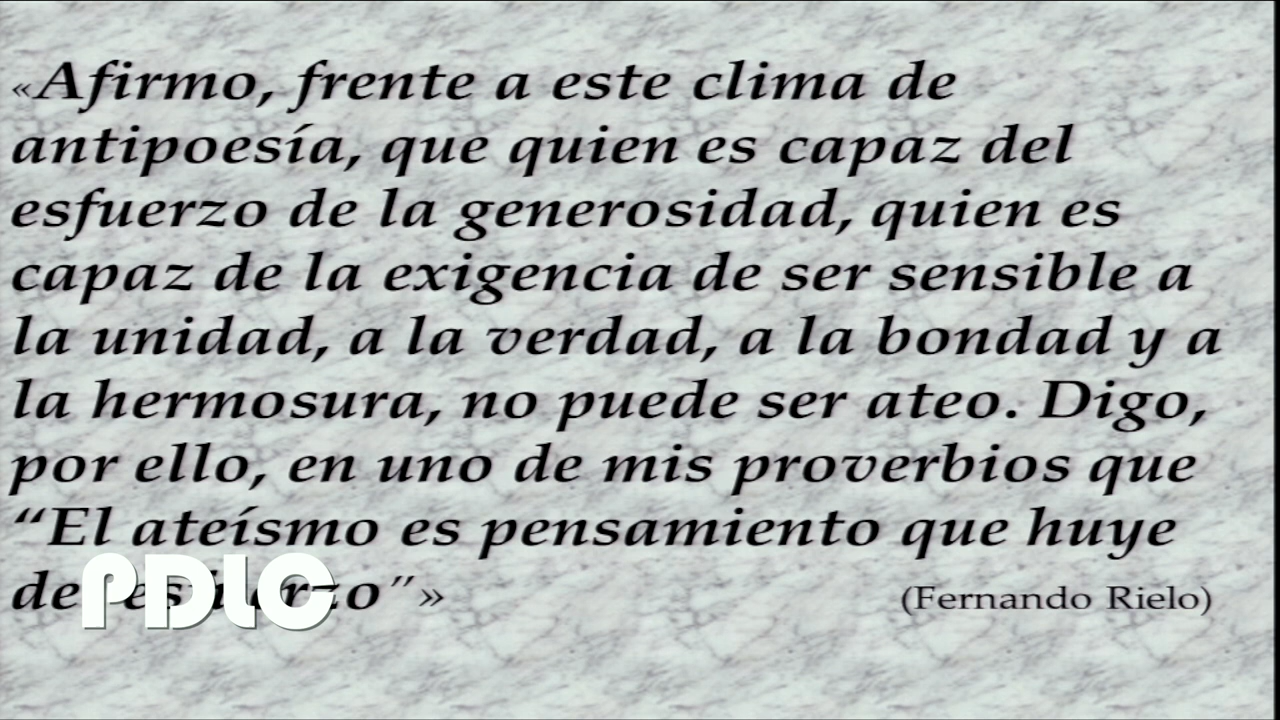 «Afirmo, frente a este clima de
antipoesía, que quien es capaz del
esfuerzo de la generosidad, quien es
capaz de la exigencia de ser sensible a
la unidad, a la verdad, a la bondad y a
la hermosura, no puede ser ateo. Digo,
por ello, en uno de mis proverbios que
“El ateísmo es pensamiento que huye
del esfuerzo”»
(Fernando Rielo)
PDLC